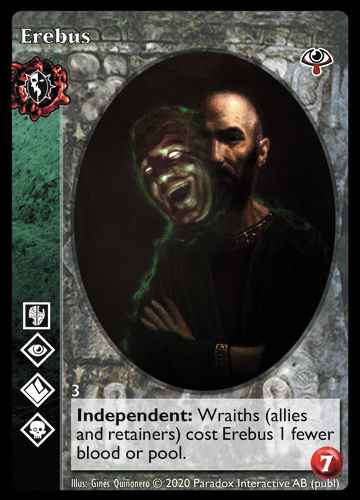 Erebus
3
Independent: Wraiths (allies
and retainers) cost Erebus 1 fewer
blood or pool.
7
Illus: Ginés Quiñonero © 2020 Paradox Interactive AB (publ)